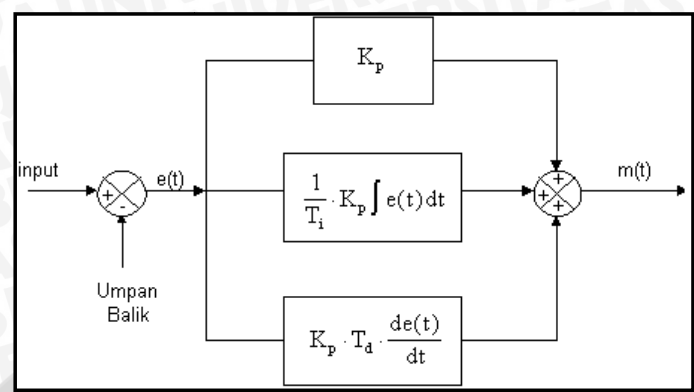 K_p
input
e(t)
+
-
1/T_i · K_p ∫ e(t) dt
+
+
+
m(t)
Umpan
Balik
K_p · T_d · de(t)/dt